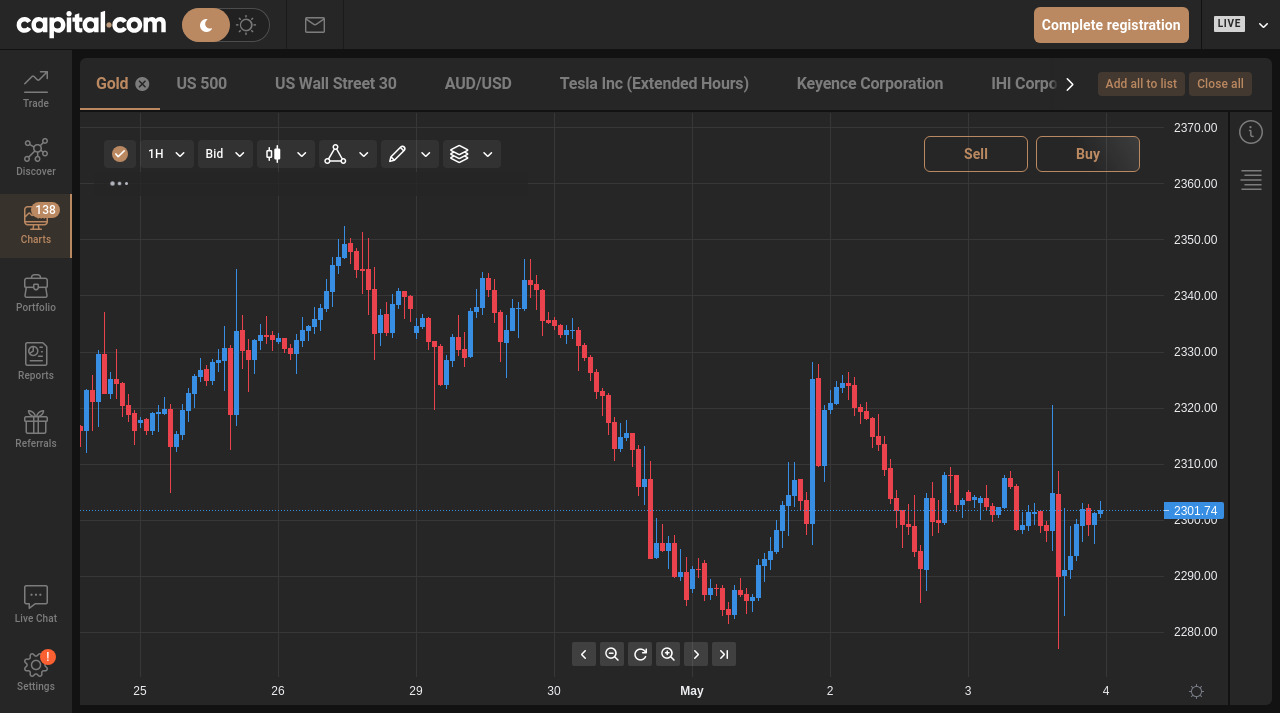 capital.com
Complete registration
LIVE
Trade
Discover
138
Charts
Portfolio
Reports
Referrals
Live Chat
!
Settings
Gold
US 500
US Wall Street 30
AUD/USD
Tesla Inc (Extended Hours)
Keyence Corporation
IHI Corpo
Add all to list
Close all
1H
Bid
Sell
Buy
2370.00
2360.00
2350.00
2340.00
2330.00
2320.00
2310.00
2301.74
2300.00
2290.00
2280.00
25
26
29
30
May
2
3
4